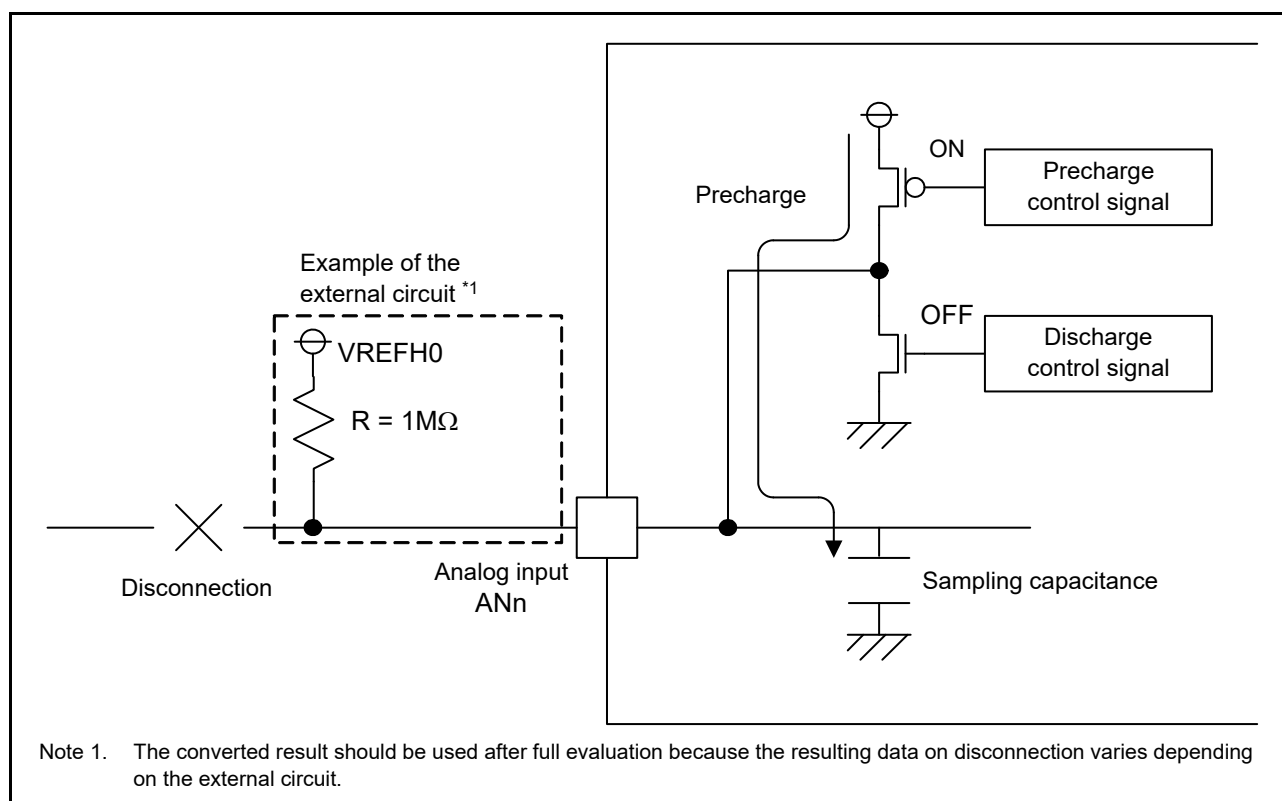 ON
Precharge
control signal
Precharge
Example of the
external circuit *1
VREFH0
R = 1MΩ
OFF
Discharge
control signal
Disconnection
Analog input
ANn
Sampling capacitance
Note 1. The converted result should be used after full evaluation because the resulting data on disconnection varies depending
on the external circuit.